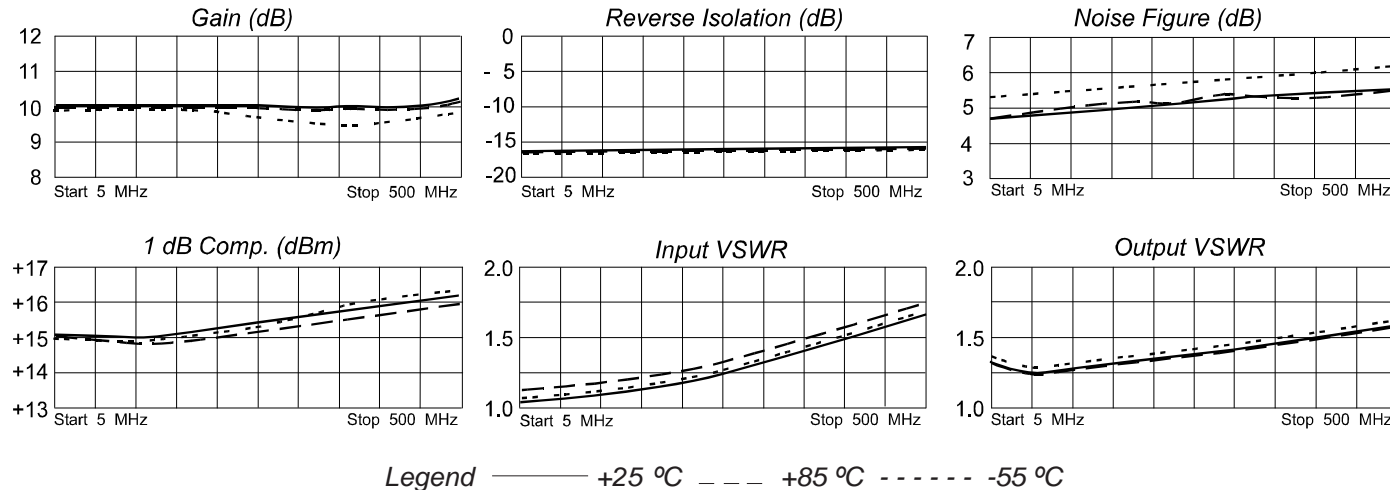 Gain (dB)
12
11
10
9
8
Start 5 MHz
Stop 500 MHz
Reverse Isolation (dB)
0
- 5
-10
-15
-20
Start 5 MHz
Stop 500 MHz
Noise Figure (dB)
7
6
5
4
3
Start 5 MHz
Stop 500 MHz
1 dB Comp. (dBm)
+17
+16
+15
+14
+13
Start 5 MHz
Stop 500 MHz
Input VSWR
2.0
1.5
1.0
Start 5 MHz
Stop 500 MHz
Output VSWR
2.0
1.5
1.0
Start 5 MHz
Stop 500 MHz
Legend +25 ºC +85 ºC -55 ºC